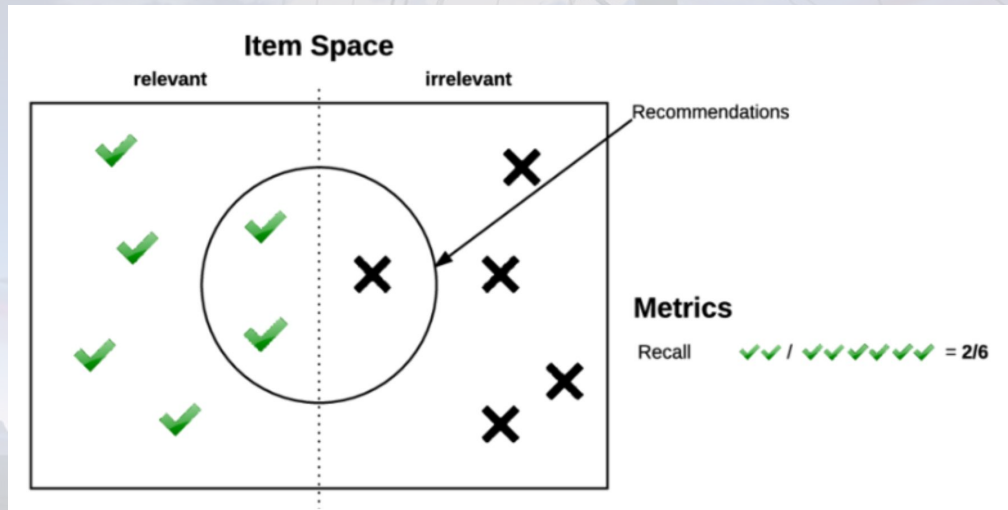 Item Space
relevant
irrelevant
Recommendations
Metrics
Recall / = 2/6